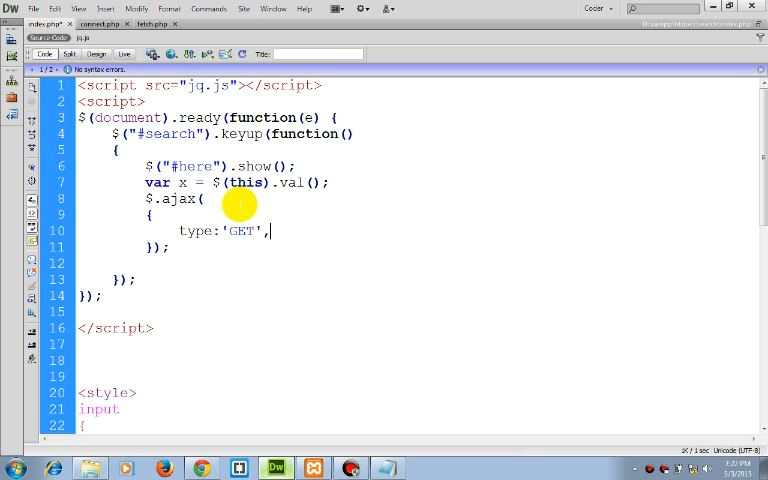 Dw File Edit View Insert Modify Format Commands Site Window Help Coder
index.php* × connect.php × fetch.php ×
Source Code jq.js
Code Split Design Live Title:
1 / 2 No syntax errors.
1 <script src="jq.js"></script>
2 <script>
3 $(document).ready(function(e) {
4 $("#search").keyup(function()
5 {
6 $("#here").show();
7 var x = $(this).val();
8 $.ajax(
9 {
10 type:'GET',
11 });
12
13 });
14 });
15
16 </script>
17
18
19
20 <style>
21 input
22 {
1K / 1 sec Unicode (UTF-8)
Dw
7:22 PM
5/3/2015